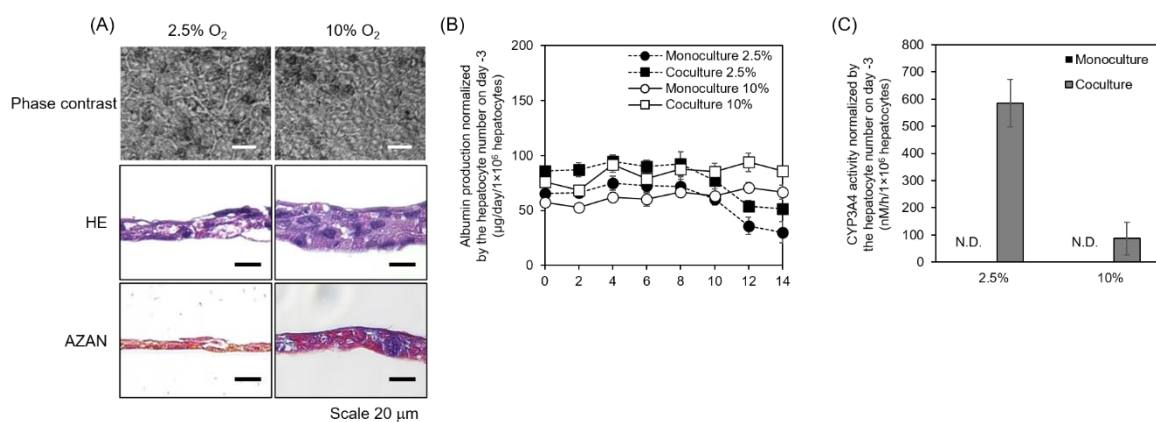 (A)
2.5% O₂ 10% O₂
Phase contrast
HE
AZAN
Scale 20 μm
(B)
Albumin production normalized
by the hepatocyte number on day -3
(μg/day/1×10⁶ hepatocytes)
200
150
100
50
0
0 2 4 6 8 10 12 14
Monoculture 2.5%
Coculture 2.5%
Monoculture 10%
Coculture 10%
(C)
CYP3A4 activity normalized by
the hepatocyte number on day -3
(nM/h/1×10⁶ hepatocytes)
800
700
600
500
400
300
200
100
0
Monoculture
Coculture
N.D. N.D.
2.5% 10%